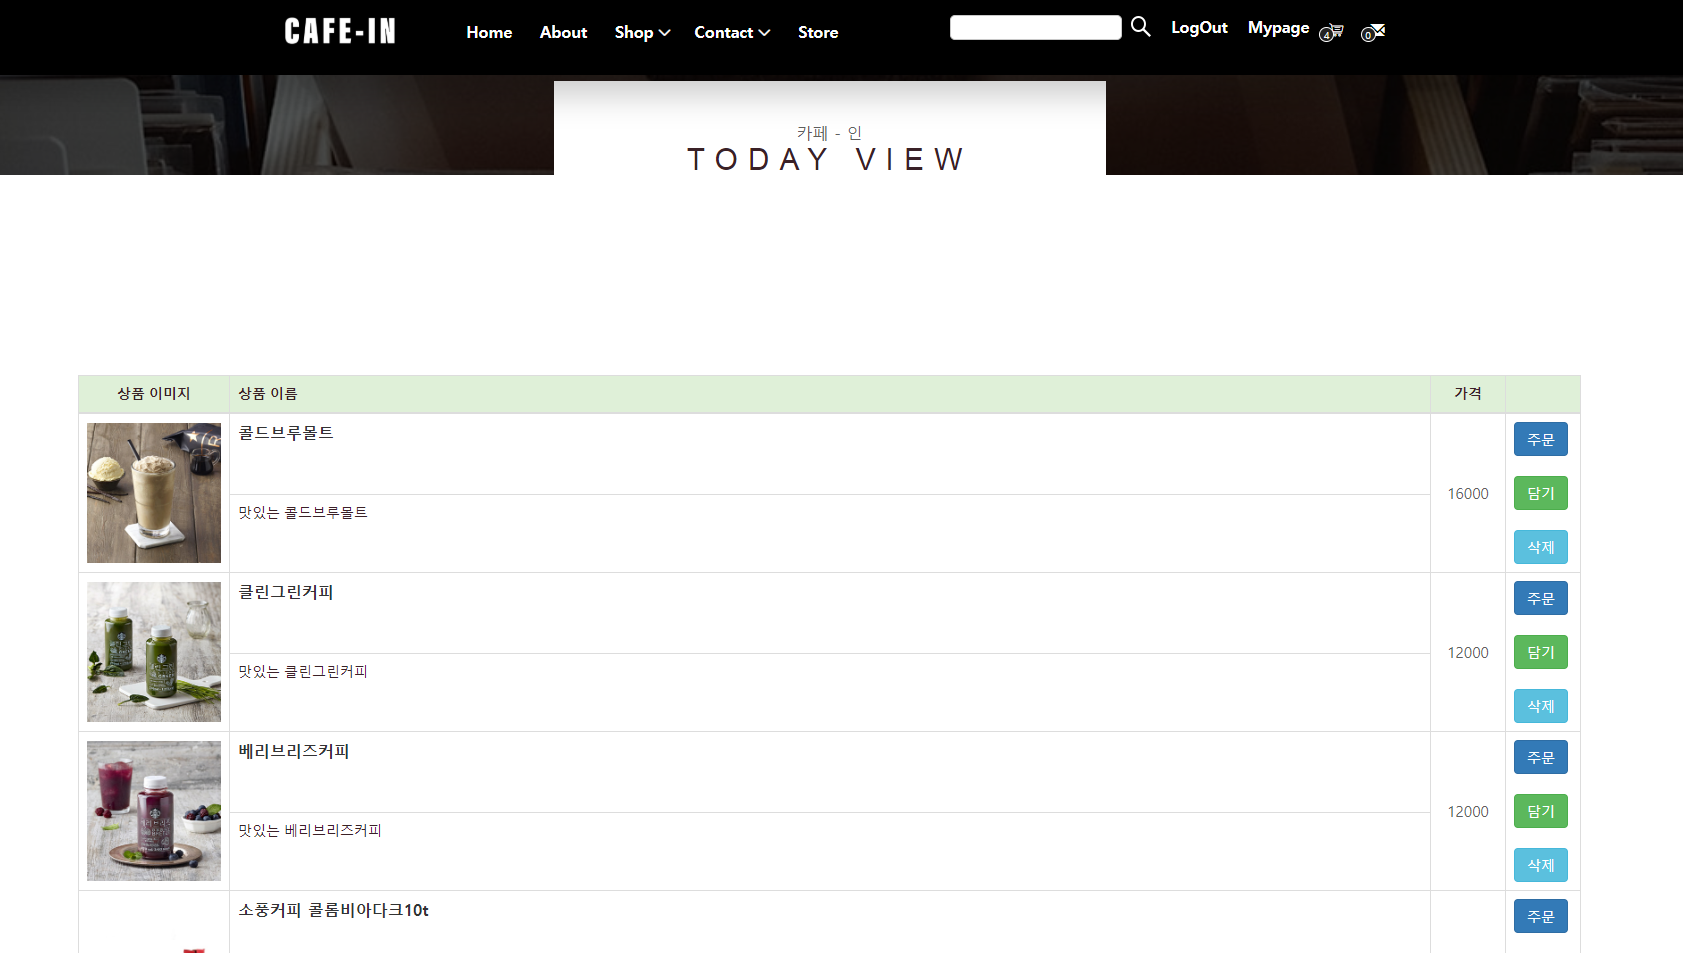 CAFE-IN Home About Shop Contact Store LogOut Mypage 4 0
카페 - 인
TODAY VIEW
상품 이미지 상품 이름 가격
콜드브루몰트
맛있는 콜드브루몰트
16000
주문
담기
삭제
클린그린커피
맛있는 클린그린커피
12000
주문
담기
삭제
베리브리즈커피
맛있는 베리브리즈커피
12000
주문
담기
삭제
소풍커피 콜롬비아다크10t
주문